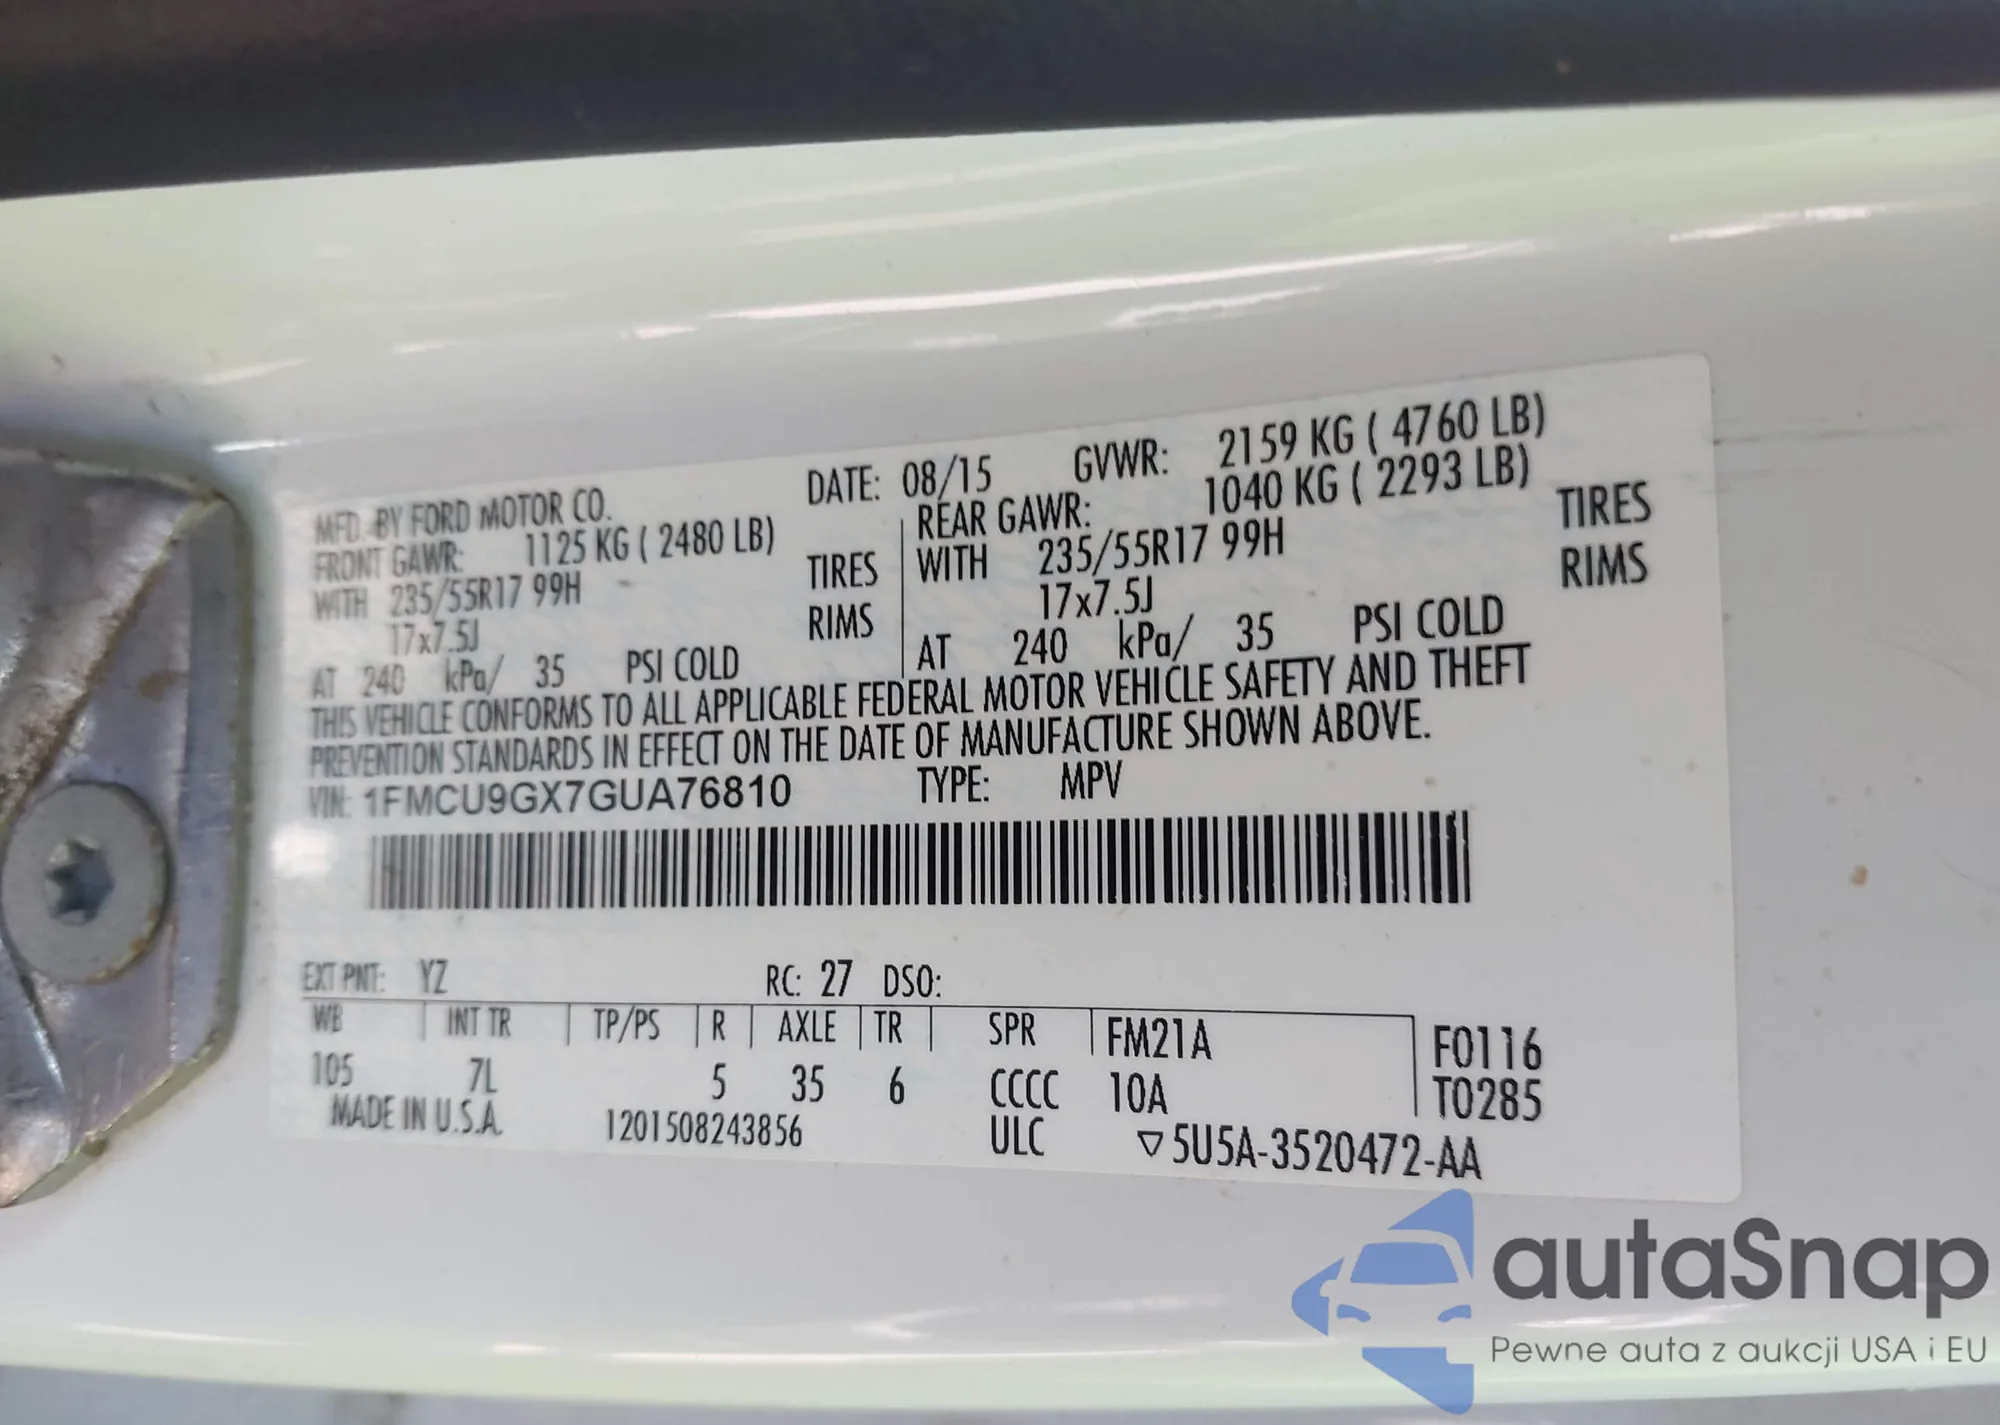 MFD. BY FORD MOTOR CO. DATE: 08/15 GVWR: 2159 KG ( 4760 LB)
FRONT GAWR: 1125 KG ( 2480 LB) REAR GAWR: 1040 KG ( 2293 LB)
WITH 235/55R17 99H TIRES WITH 235/55R17 99H TIRES
17x7.5J RIMS 17x7.5J RIMS
AT 240 kPa/ 35 PSI COLD AT 240 kPa/ 35 PSI COLD
THIS VEHICLE CONFORMS TO ALL APPLICABLE FEDERAL MOTOR VEHICLE SAFETY AND THEFT
PREVENTION STANDARDS IN EFFECT ON THE DATE OF MANUFACTURE SHOWN ABOVE.
VIN: 1FMCU9GX7GUA76810 TYPE: MPV
EXT PNT: YZ RC: 27 DSO:
WB INT TR TP/PS R AXLE TR SPR FM21A F0116
105 7L 5 35 6 CCCC 10A T0285
MADE IN U.S.A. 1201508243856 ULC ▽5U5A-3520472-AA
autaSnap
Pewne auta z aukcji USA i EU